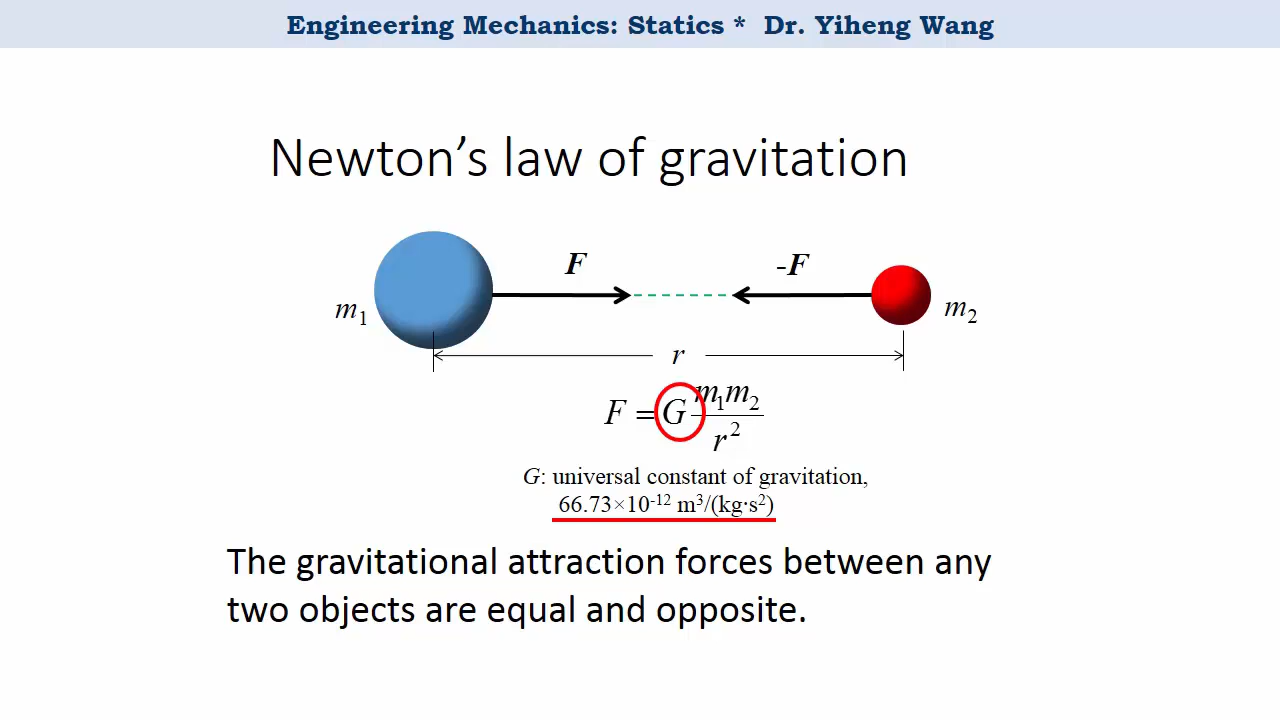 Engineering Mechanics: Statics * Dr. Yiheng Wang
Newton’s law of gravitation
F
-F
m₁
m₂
r
F = G m₁m₂ / r²
G: universal constant of gravitation,
66.73×10⁻¹² m³/(kg·s²)
The gravitational attraction forces between any
two objects are equal and opposite.